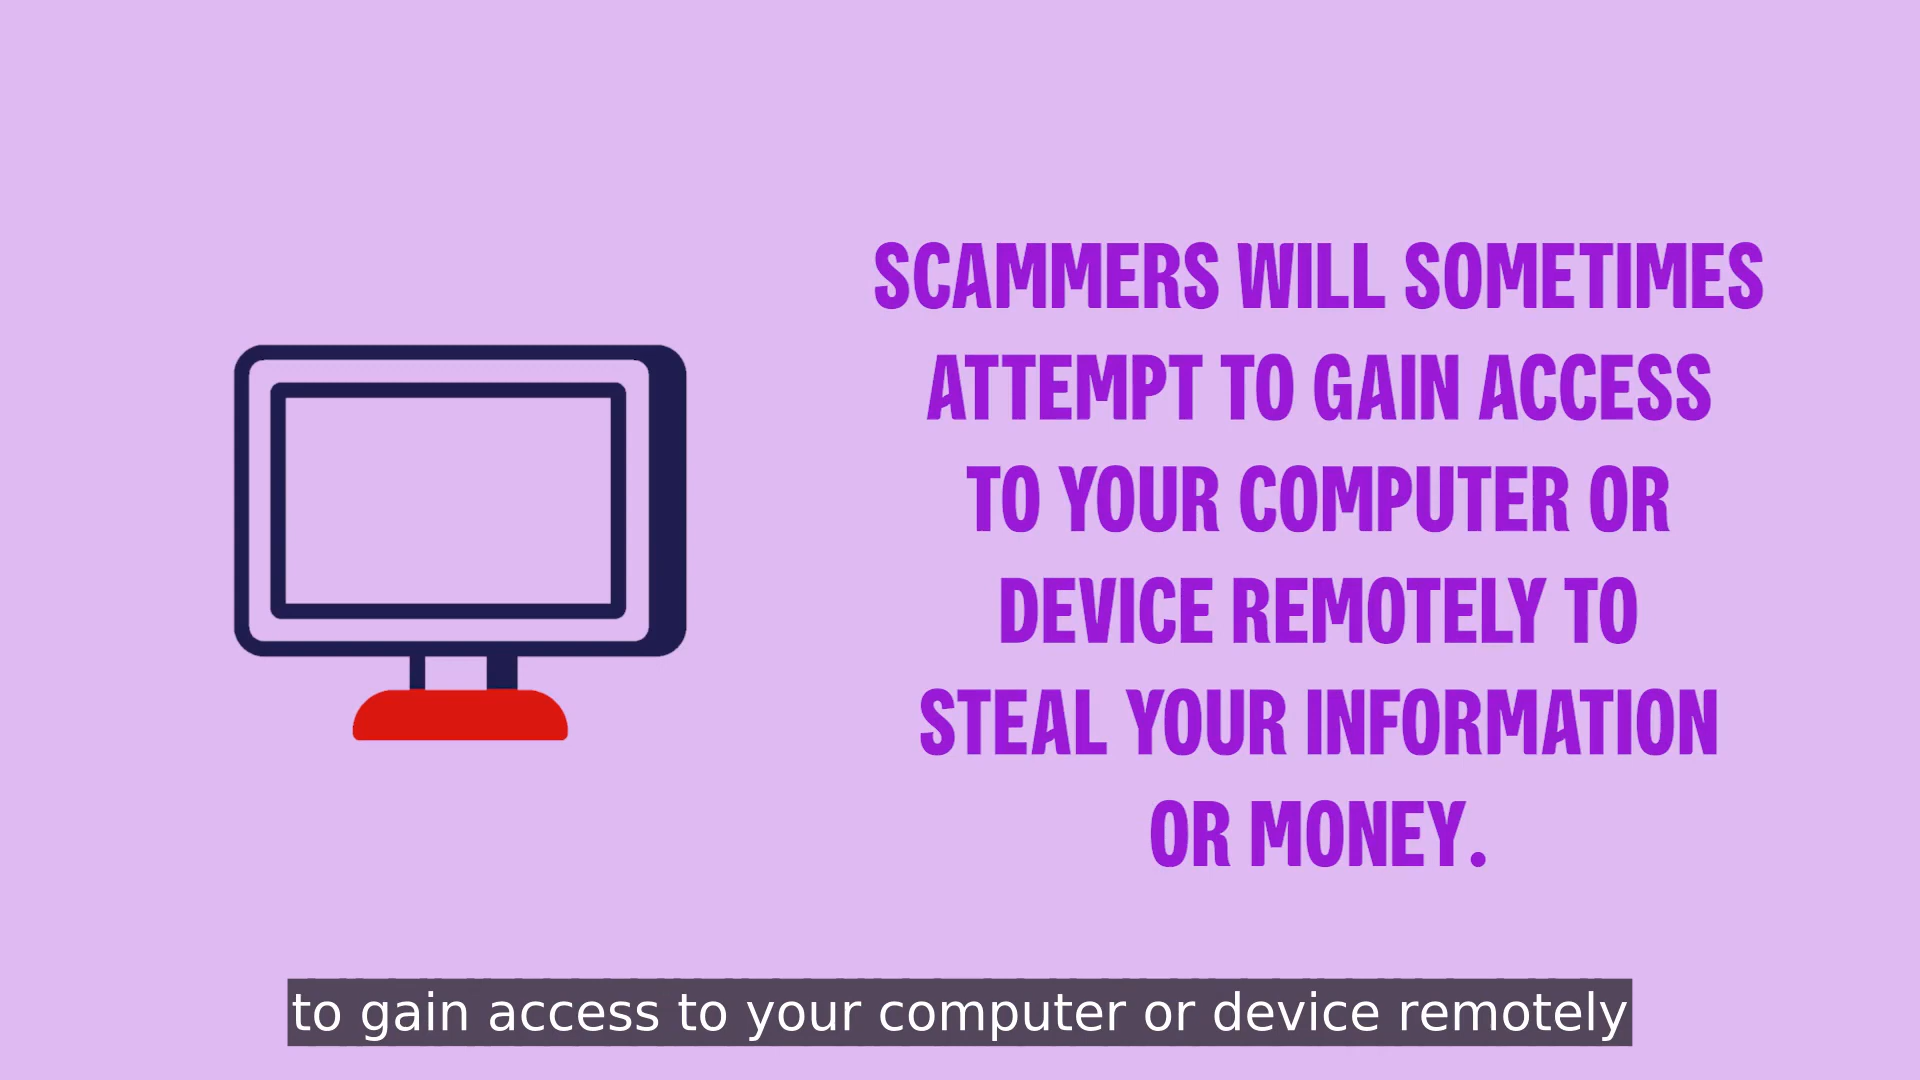 SCAMMERS WILL SOMETIMES
ATTEMPT TO GAIN ACCESS
TO YOUR COMPUTER OR
DEVICE REMOTELY TO
STEAL YOUR INFORMATION
OR MONEY.
to gain access to your computer or device remotely